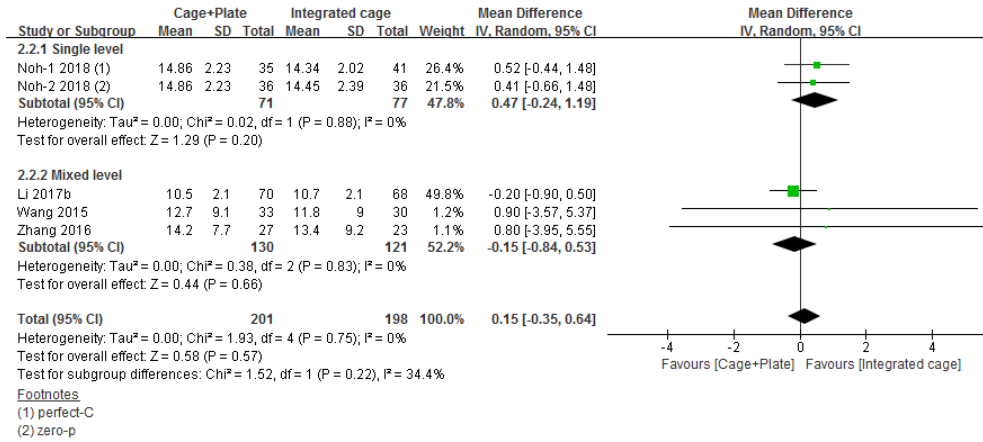 Cage+Plate Integrated cage Mean Difference Mean Difference
Study or Subgroup Mean SD Total Mean SD Total Weight IV, Random, 95% CI IV, Random, 95% CI
2.2.1 Single level
Noh-1 2018 (1) 14.86 2.23 35 14.34 2.02 41 26.4% 0.52 [-0.44, 1.48]
Noh-2 2018 (2) 14.86 2.23 36 14.45 2.39 36 21.5% 0.41 [-0.66, 1.48]
Subtotal (95% CI) 71 77 47.8% 0.47 [-0.24, 1.19]
Heterogeneity: Tau² = 0.00; Chi² = 0.02, df = 1 (P = 0.88); I² = 0%
Test for overall effect: Z = 1.29 (P = 0.20)
2.2.2 Mixed level
Li 2017b 10.5 2.1 70 10.7 2.1 68 49.8% -0.20 [-0.90, 0.50]
Wang 2015 12.7 9.1 33 11.8 9 30 1.2% 0.90 [-3.57, 5.37]
Zhang 2016 14.2 7.7 27 13.4 9.2 23 1.1% 0.80 [-3.95, 5.55]
Subtotal (95% CI) 130 121 52.2% -0.15 [-0.84, 0.53]
Heterogeneity: Tau² = 0.00; Chi² = 0.38, df = 2 (P = 0.83); I² = 0%
Test for overall effect: Z = 0.44 (P = 0.66)
Total (95% CI) 201 198 100.0% 0.15 [-0.35, 0.64]
Heterogeneity: Tau² = 0.00; Chi² = 1.93, df = 4 (P = 0.75); I² = 0%
Test for overall effect: Z = 0.58 (P = 0.57)
Test for subgroup differences: Chi² = 1.52, df = 1 (P = 0.22), I² = 34.4%
-4 -2 0 2 4
Favours [Cage+Plate] Favours [Integrated cage]
Footnotes
(1) perfect-C
(2) zero-p